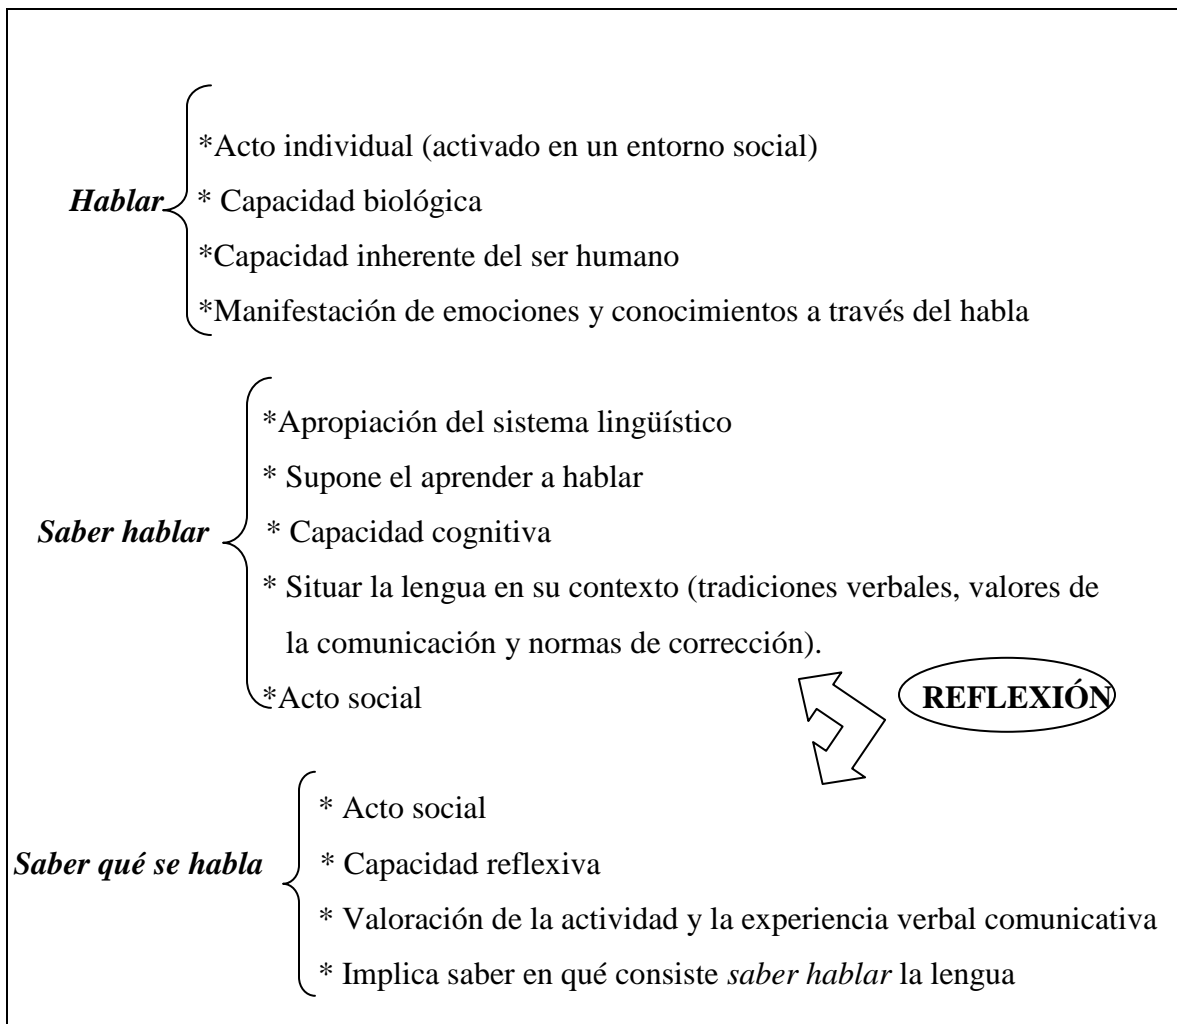 *Acto individual (activado en un entorno social)
Hablar
* Capacidad biológica
*Capacidad inherente del ser humano
*Manifestación de emociones y conocimientos a través del habla
*Apropiación del sistema lingüístico
* Supone el aprender a hablar
Saber hablar
* Capacidad cognitiva
* Situar la lengua en su contexto (tradiciones verbales, valores de
la comunicación y normas de corrección).
*Acto social
REFLEXIÓN
* Acto social
Saber qué se habla
* Capacidad reflexiva
* Valoración de la actividad y la experiencia verbal comunicativa
* Implica saber en qué consiste saber hablar la lengua